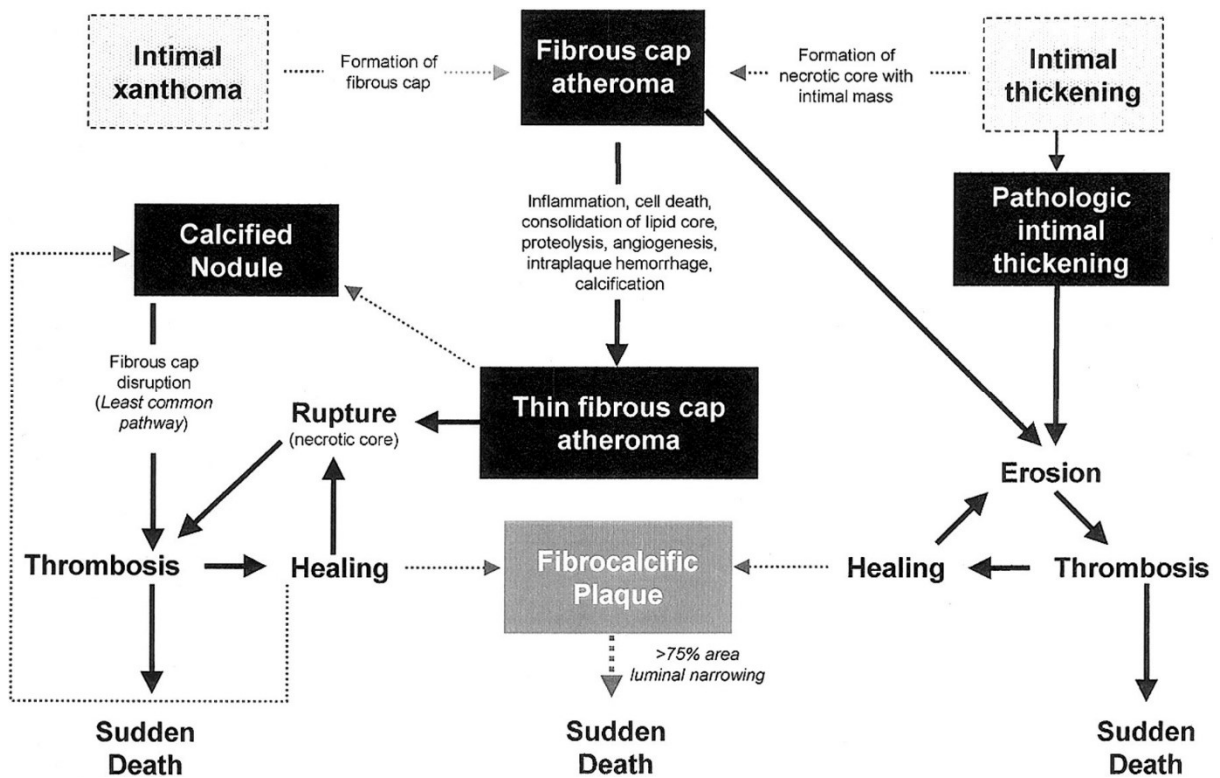 Intimal
xanthoma
Formation of
fibrous cap
Fibrous cap
atheroma
Formation of
necrotic core with
intimal mass
Intimal
thickening
Pathologic
intimal
thickening
Inflammation, cell death,
consolidation of lipid core,
proteolysis, angiogenesis,
intraplaque hemorrhage,
calcification
Calcified
Nodule
Fibrous cap
disruption
(Least common
pathway)
Rupture
(necrotic core)
Thin fibrous cap
atheroma
Erosion
Thrombosis
Healing
Fibrocalcific
Plaque
Healing
Thrombosis
>75% area
luminal narrowing
Sudden
Death
Sudden
Death